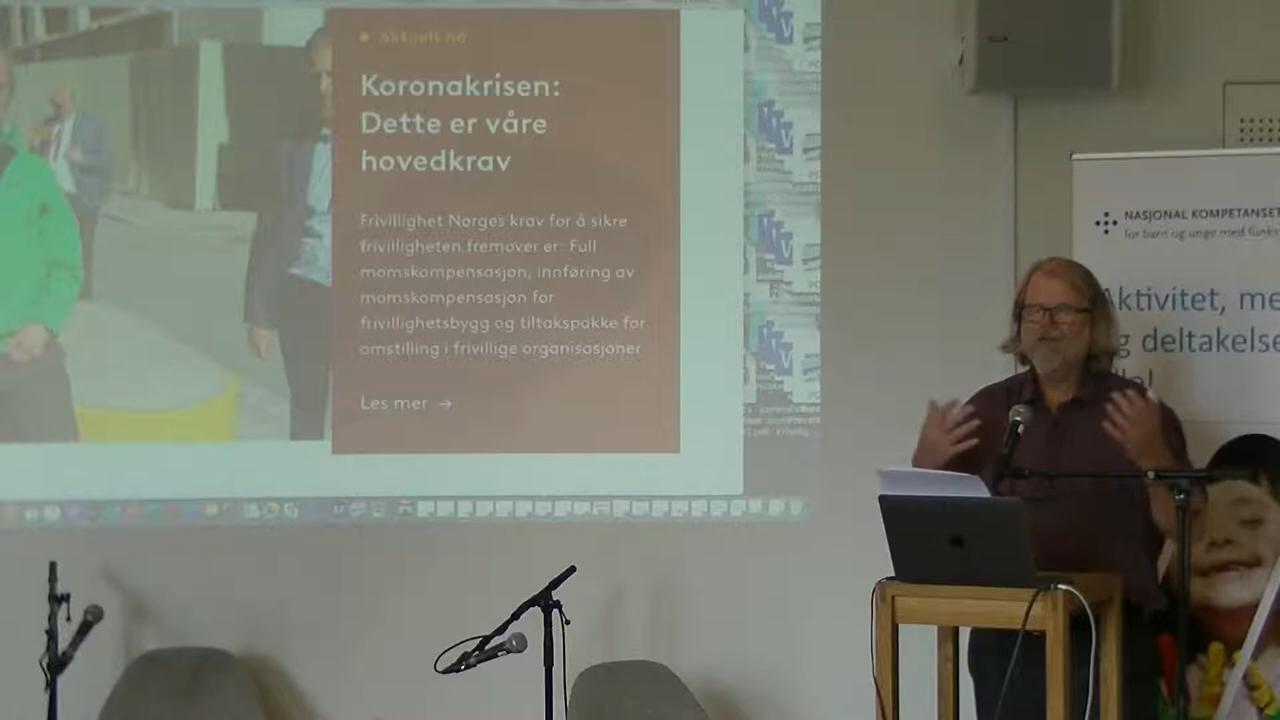 Aktuelt nå
Koronakrisen:
Dette er våre
hovedkrav
Frivillighet Norges krav for å sikre
frivilligheten fremover er: Full
momskompensasjon, innføring av
momskompensasjon for
frivillighetsbygg og tiltakspakke for
omstilling i frivillige organisasjoner
Les mer →
NASJONAL KOMPETANSET
for barn og unge med funks
Aktivitet, me
g deltakelse